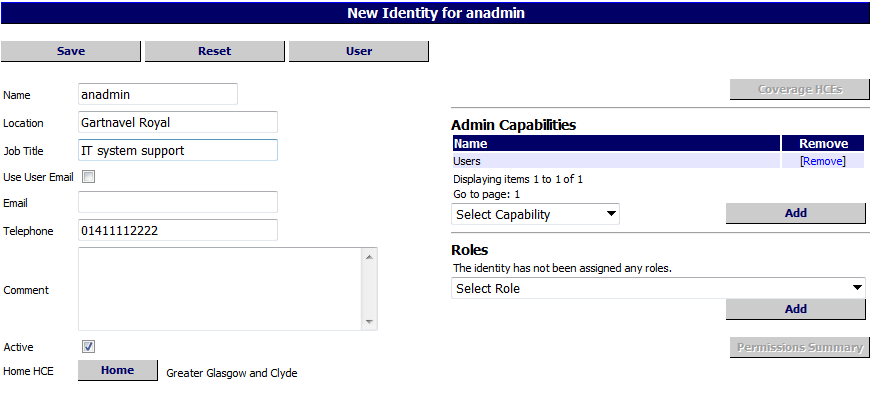 New Identity for anadmin
Save Reset User
Name anadmin
Location Gartnavel Royal
Job Title IT system support
Use User Email
Email
Telephone 01411112222
Comment
Active
Home HCE Home Greater Glasgow and Clyde
Coverage HCEs
Admin Capabilities
Name Remove
Users [Remove]
Displaying items 1 to 1 of 1
Go to page: 1
Select Capability Add
Roles
The identity has not been assigned any roles.
Select Role
Add
Permissions Summary